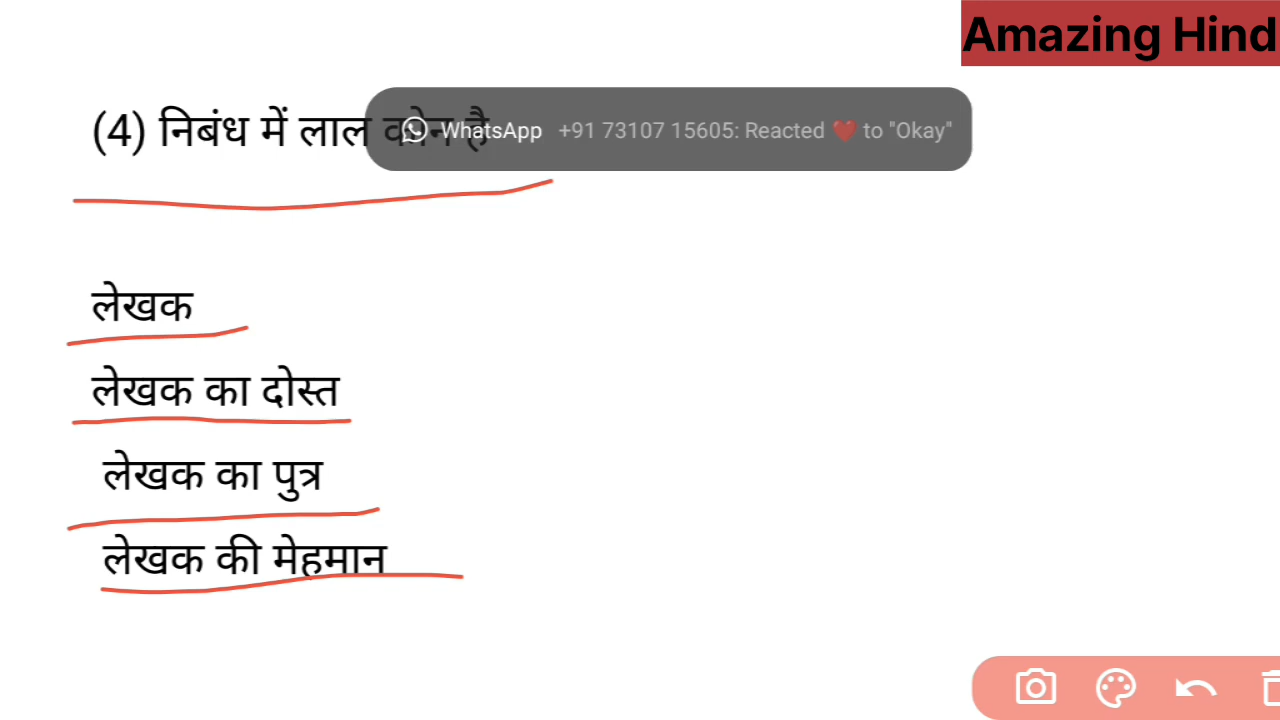 Amazing Hind
(4) निबंध में लाल कोन है
WhatsApp +91 73107 15605: Reacted ❤️ to "Okay"
लेखक
लेखक का दोस्त
लेखक का पुत्र
लेखक की मेहमान